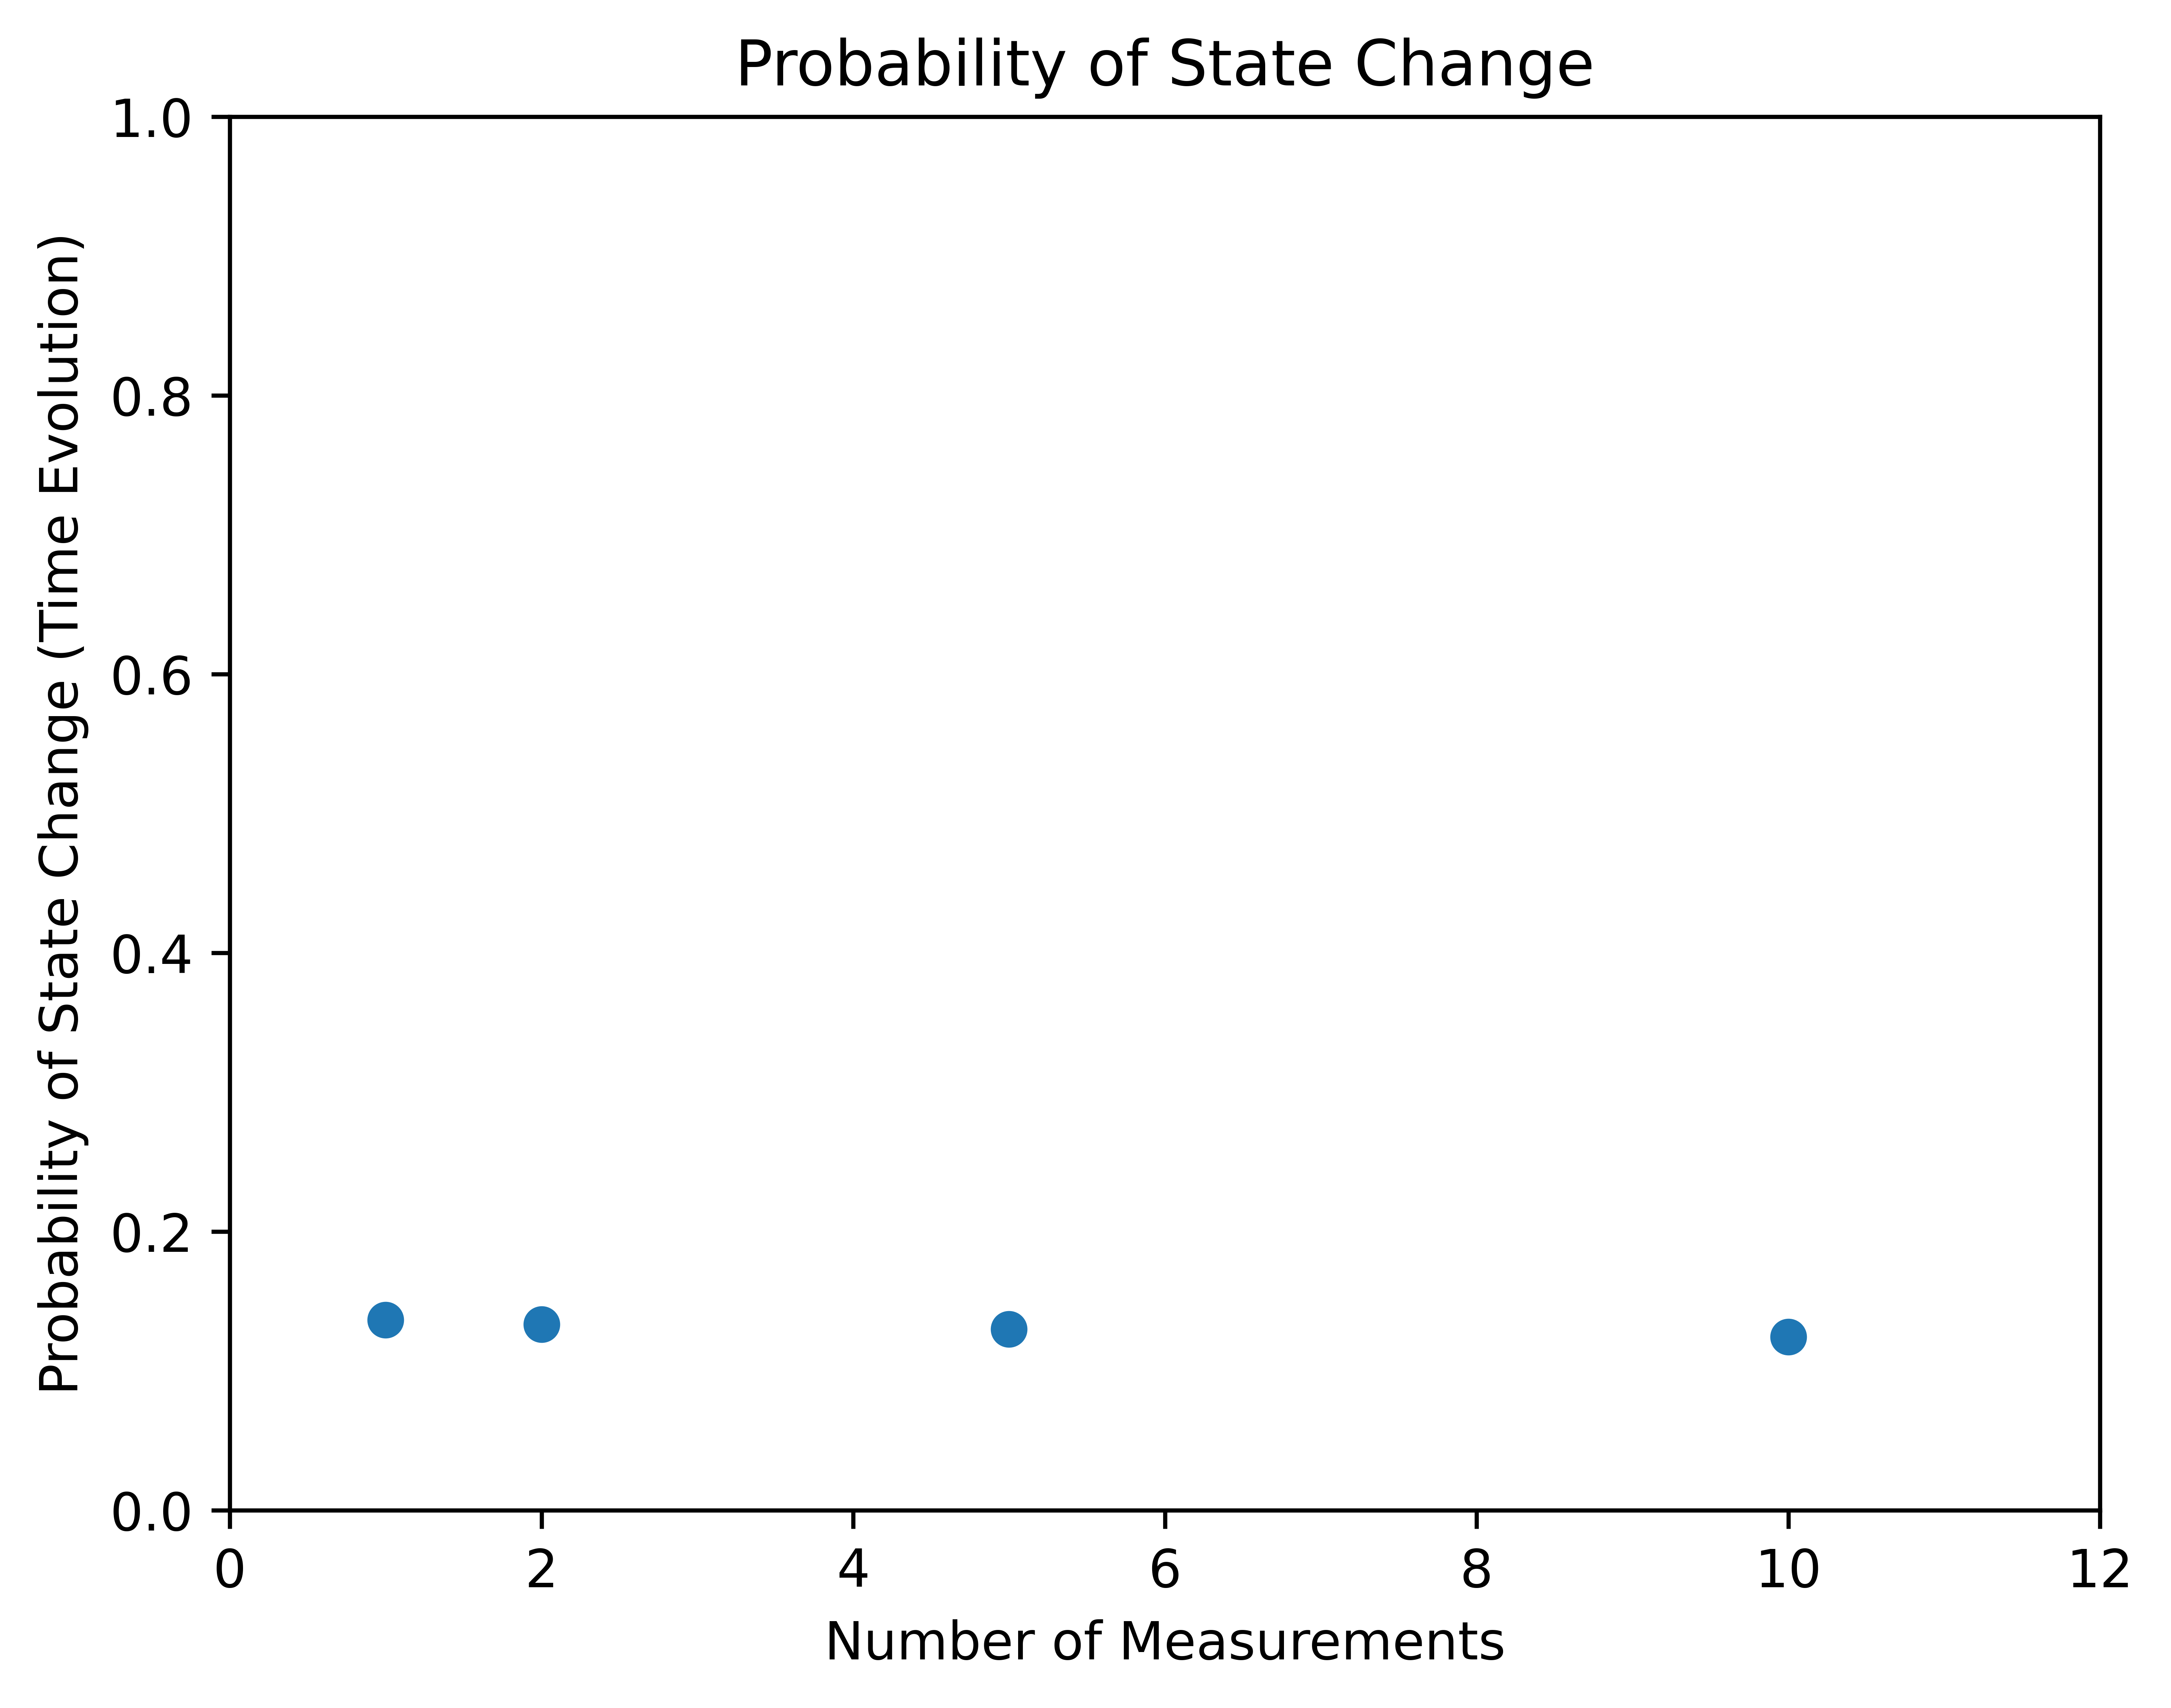 Probability of State Change
Probability of State Change (Time Evolution)
1.0
0.8
0.6
0.4
0.2
0.0
0 2 4 6 8 10 12
Number of Measurements